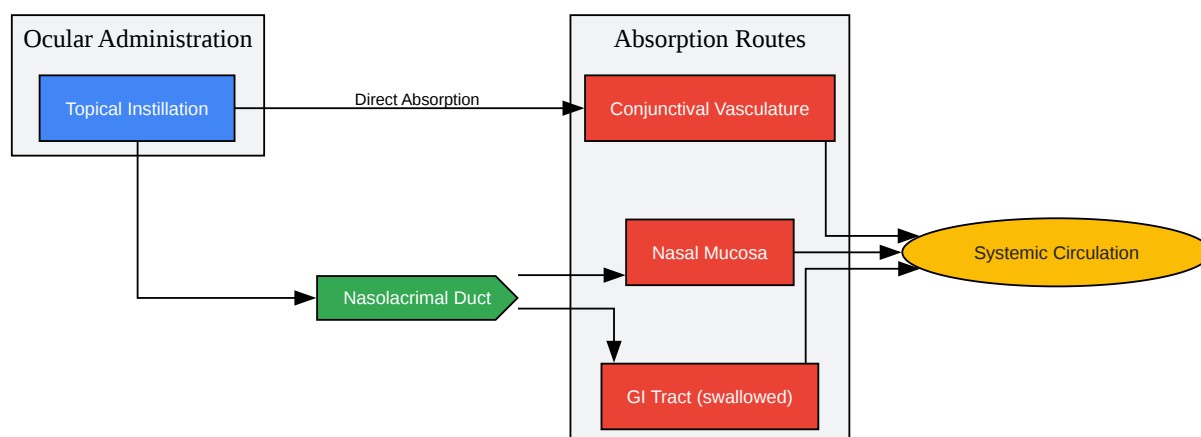 Ocular Administration
Absorption Routes
Topical Instillation
Direct Absorption
Conjunctival Vasculature
Nasal Mucosa
Systemic Circulation
Nasolacrimal Duct
GI Tract (swallowed)